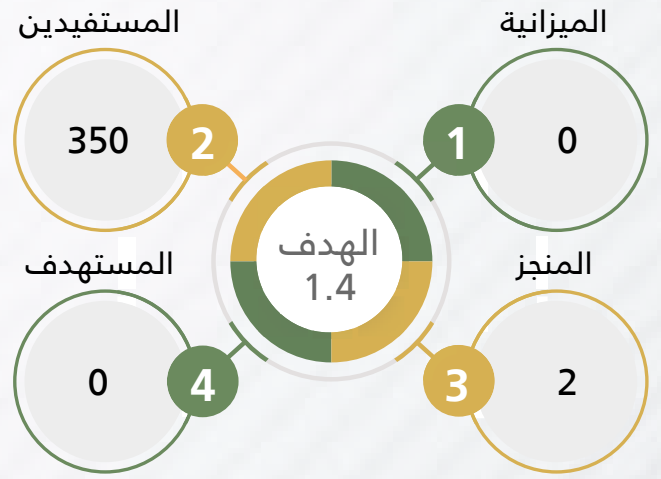 الميزانية
0
1
المستفيدين
350
2
الهدف
1.4
المنجز
2
3
المستهدف
0
4